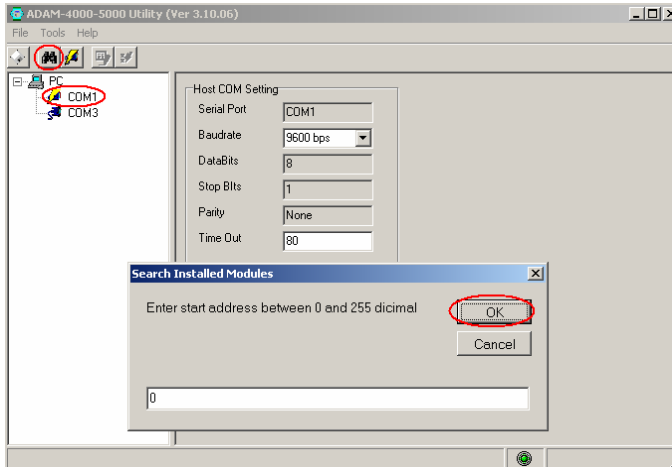 ADAM-4000-5000 Utility (Ver 3.10.06)
File Tools Help
PC
COM1
COM3
Host COM Setting
Serial Port COM1
Baudrate 9600 bps
DataBits 8
Stop BIts 1
Parity None
Time Out 80
Search Installed Modules
Enter start address between 0 and 255 dicimal
OK
Cancel
0